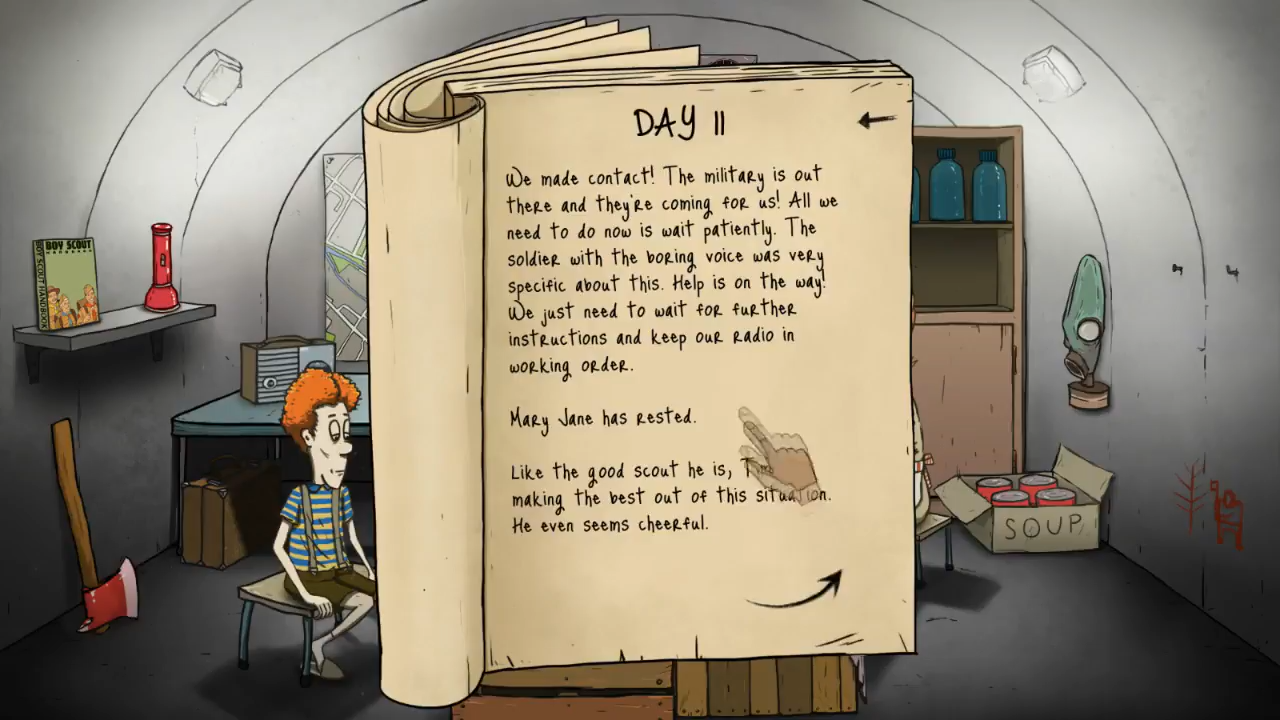 DAY 11
We made contact! The military is out
there and they're coming for us! All we
need to do now is wait patiently. The
soldier with the boring voice was very
specific about this. Help is on the way!
We just need to wait for further
instructions and keep our radio in
working order.
Mary Jane has rested.
Like the good scout he is,
making the best out of this situation.
He even seems cheerful.
BOY SCOUT
BOY SCOUT HANDBOOK
SOUP